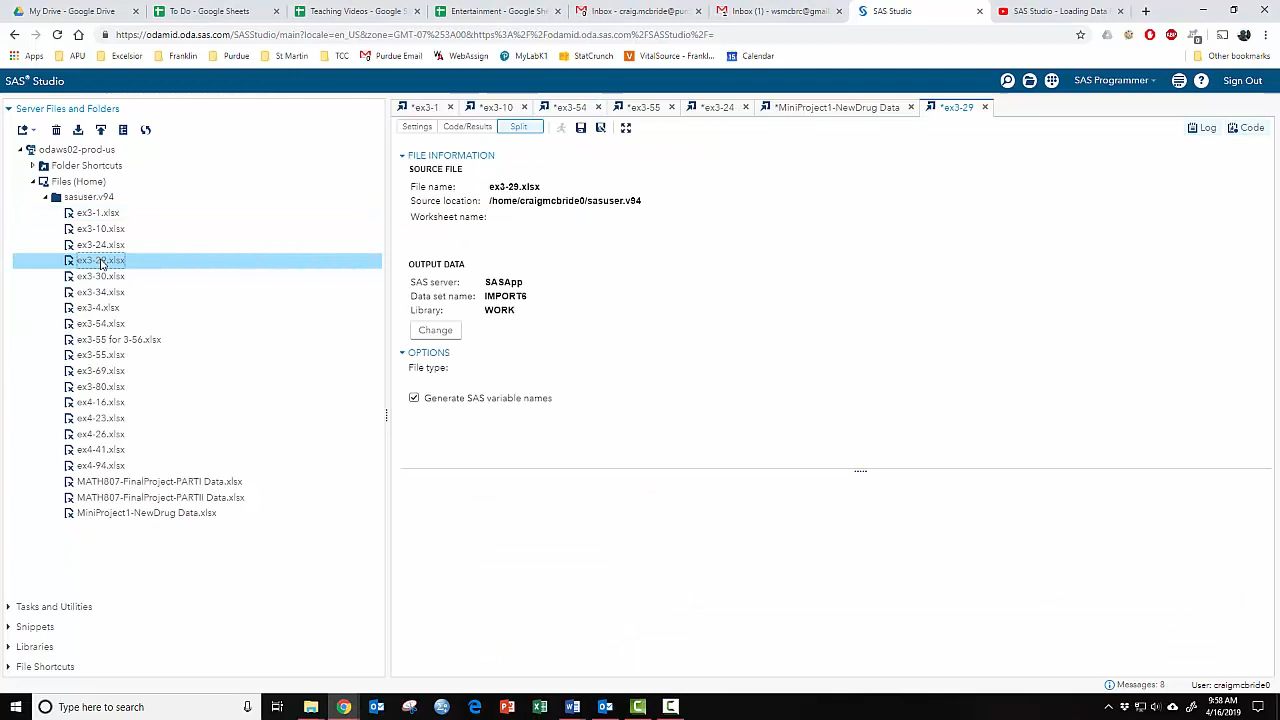 My Drive - Google Drive
To Do - Google Sheets
Teaching Videos - Google S
Entertainment - Google She
Inbox - craig.mcbride@pur
Inbox (1) - wsmcbrc@gmail
SAS Studio
SAS Studio - Loading Data
https://odamid.oda.sas.com/SASStudio/main?locale=en_US&zone=GMT-07%253A00&https%3A%2F%2Fodamid.oda.sas.com%2FSASStudio%2F=
Apps APU Excelsior Franklin Purdue St Martin TCC Purdue Email WebAssign MyLabK1 StatCrunch VitalSource - Frankl... Calendar
SAS® Studio
SAS Programmer
Sign Out
Server Files and Folders
odaws02-prod-us
Folder Shortcuts
Files (Home)
sasuser.v94
ex3-1.xlsx
ex3-10.xlsx
ex3-24.xlsx
ex3-29.xlsx
ex3-30.xlsx
ex3-34.xlsx
ex3-4.xlsx
ex3-54.xlsx
ex3-55 for 3-56.xlsx
ex3-55.xlsx
ex3-69.xlsx
ex3-80.xlsx
ex4-16.xlsx
ex4-23.xlsx
ex4-26.xlsx
ex4-41.xlsx
ex4-94.xlsx
MATH807-FinalProject-PARTI Data.xlsx
MATH807-FinalProject-PARTII Data.xlsx
MiniProject1-NewDrug Data.xlsx
Tasks and Utilities
Snippets
Libraries
File Shortcuts
*ex3-1 *ex3-10 *ex3-54 *ex3-55 *ex3-24 *MiniProject1-NewDrug Data *ex3-29
Settings Code/Results Split
Log Code
FILE INFORMATION
SOURCE FILE
File name: ex3-29.xlsx
Source location: /home/craigmcbride0/sasuser.v94
Worksheet name:
OUTPUT DATA
SAS server: SASApp
Data set name: IMPORT6
Library: WORK
Change
OPTIONS
File type:
Generate SAS variable names
Messages: 8
User: craigmcbride0
Type here to search
9:58 AM
4/16/2019